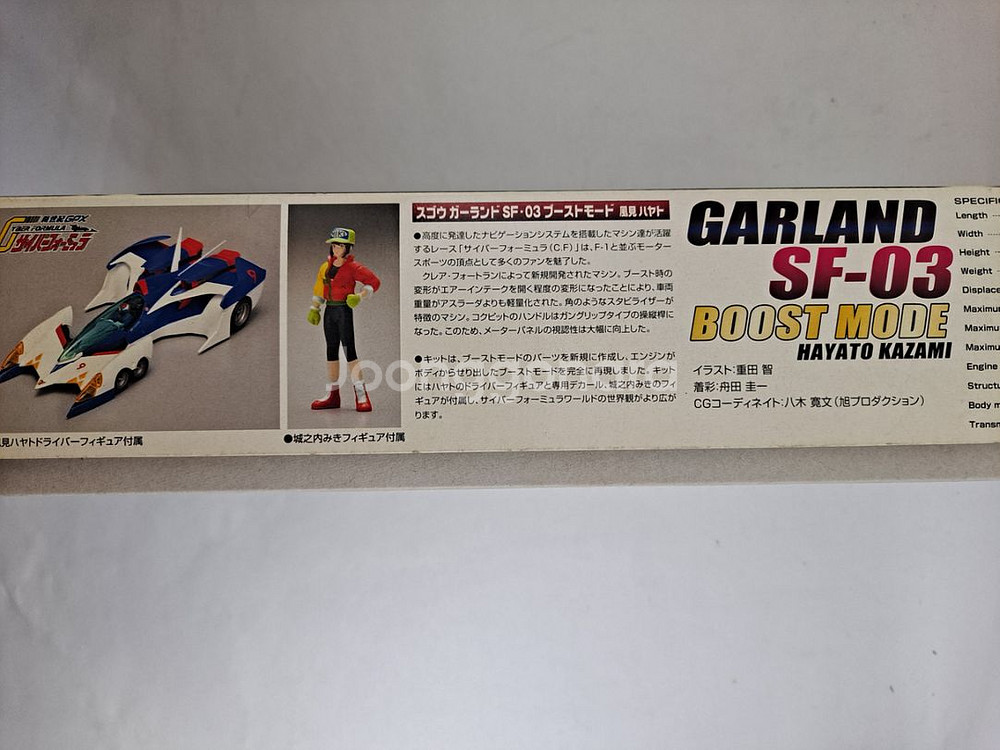 新世紀GPX
CYBER FORMULA
サイバーフォーミュラ
見ハヤトドライバーフィギュア付属
●城之内みきフィギュア付属
スゴウ ガーランド SF・03 ブーストモード 風見 ハヤト
●高度に発達したナビゲーションシステムを搭載したマシン達が活躍
するレース「サイバーフォーミュラ(C.F)」は、F-1と並ぶモーター
スポーツの頂点として多くのファンを魅了した。
クレア・フォートランによって新規開発されたマシン。ブースト時の
変形がエアーインテークを開く程度の変形になったことにより、車両
重量がアスラーダよりも軽量化された。角のようなスタビライザーが
特徴のマシン。コクピットのハンドルはガングリップタイプの操縦桿に
なった。このため、メーターパネルの視認性は大幅に向上した。
●キットは、ブーストモードのパーツを新規に作成し、エンジンが
ボディからせり出したブーストモードを完全に再現しました。キット
にはハヤトのドライバーフィギュアと専用デカール、城之内みきのフィ
ギュアが付属し、サイバーフォーミュラワールドの世界観がより広が
ります。
GARLAND
SF-03
BOOST MODE
HAYATO KAZAMI
イラスト:重田 智
着彩:舟田 圭一
CGコーディネイト:八木 寛文(旭プロダクション)
SPECIFIC
Length
Width
Height
Weight
Displace
Maximu
Maximu
Maximu
Engine
Structu
Body m
Transm